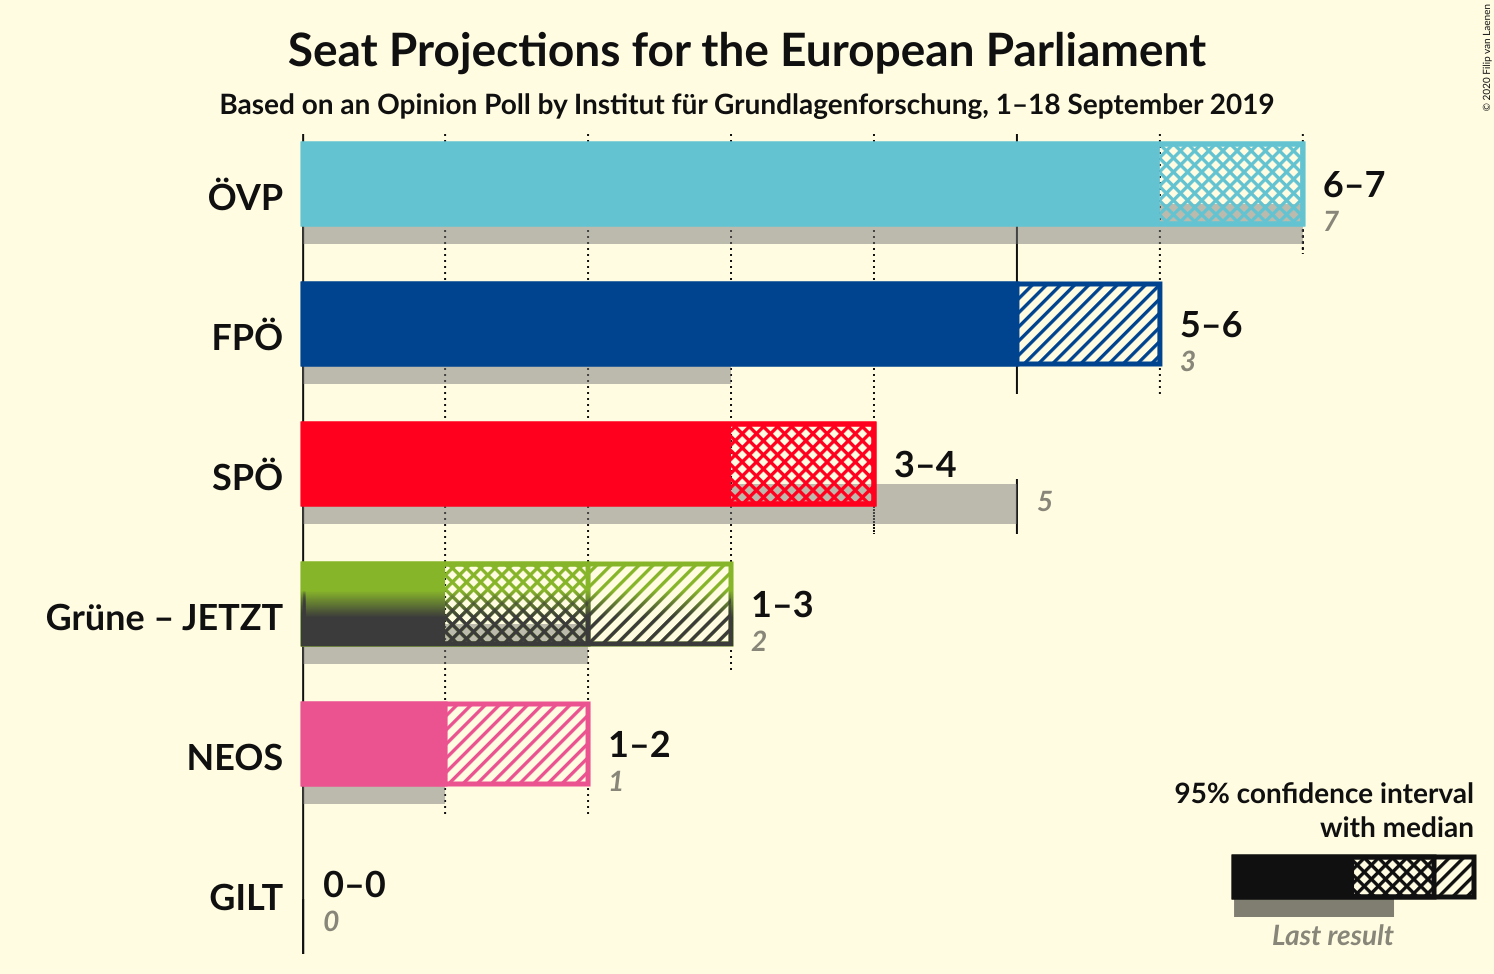 Seat Projections for the European Parliament
Based on an Opinion Poll by Institut für Grundlagenforschung, 1–18 September 2019
© 2020 Filip van Laenen
ÖVP
6–7
7
FPÖ
5–6
3
SPÖ
3–4
5
Grüne – JETZT
1–3
2
NEOS
1–2
1
GILT
0–0
0
95% confidence interval
with median
Last result